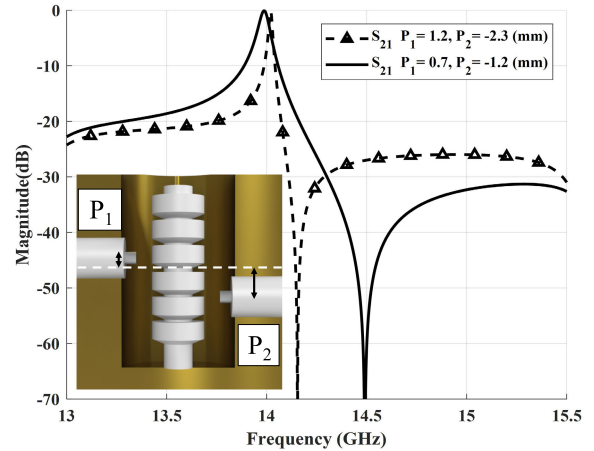 0
-10
-20
-30
-40
-50
-60
-70
Magnitude(dB)
S21 P1 = 1.2, P2 = -2.3 (mm)
S21 P1 = 0.7, P2 = -1.2 (mm)
P1
P2
13
13.5
14
14.5
15
15.5
Frequency (GHz)